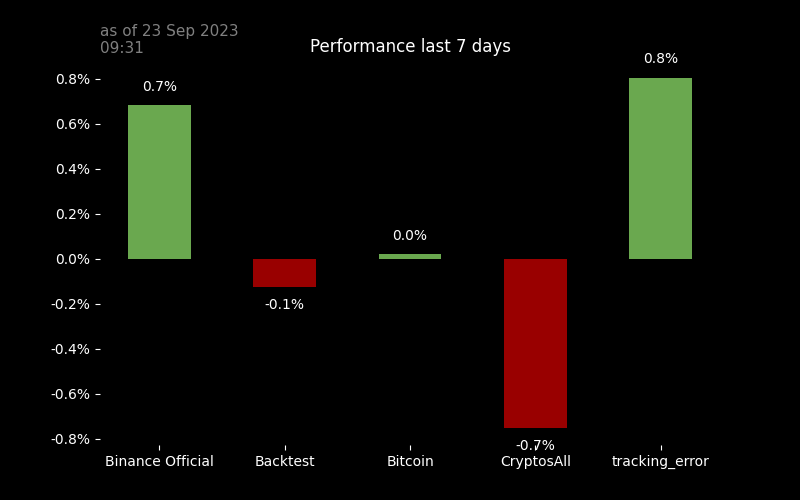 as of 23 Sep 2023
09:31
Performance last 7 days
0.8%
0.6%
0.4%
0.2%
0.0%
-0.2%
-0.4%
-0.6%
-0.8%
0.7%
-0.1%
0.0%
-0.7%
0.8%
Binance Official
Backtest
Bitcoin
CryptosAll
tracking_error